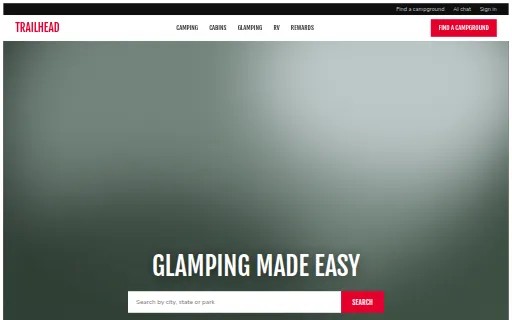 Find a campground AI chat Sign in
TRAILHEAD CAMPING CABINS GLAMPING RV REWARDS FIND A CAMPGROUND
GLAMPING MADE EASY
Search by city, state or park SEARCH